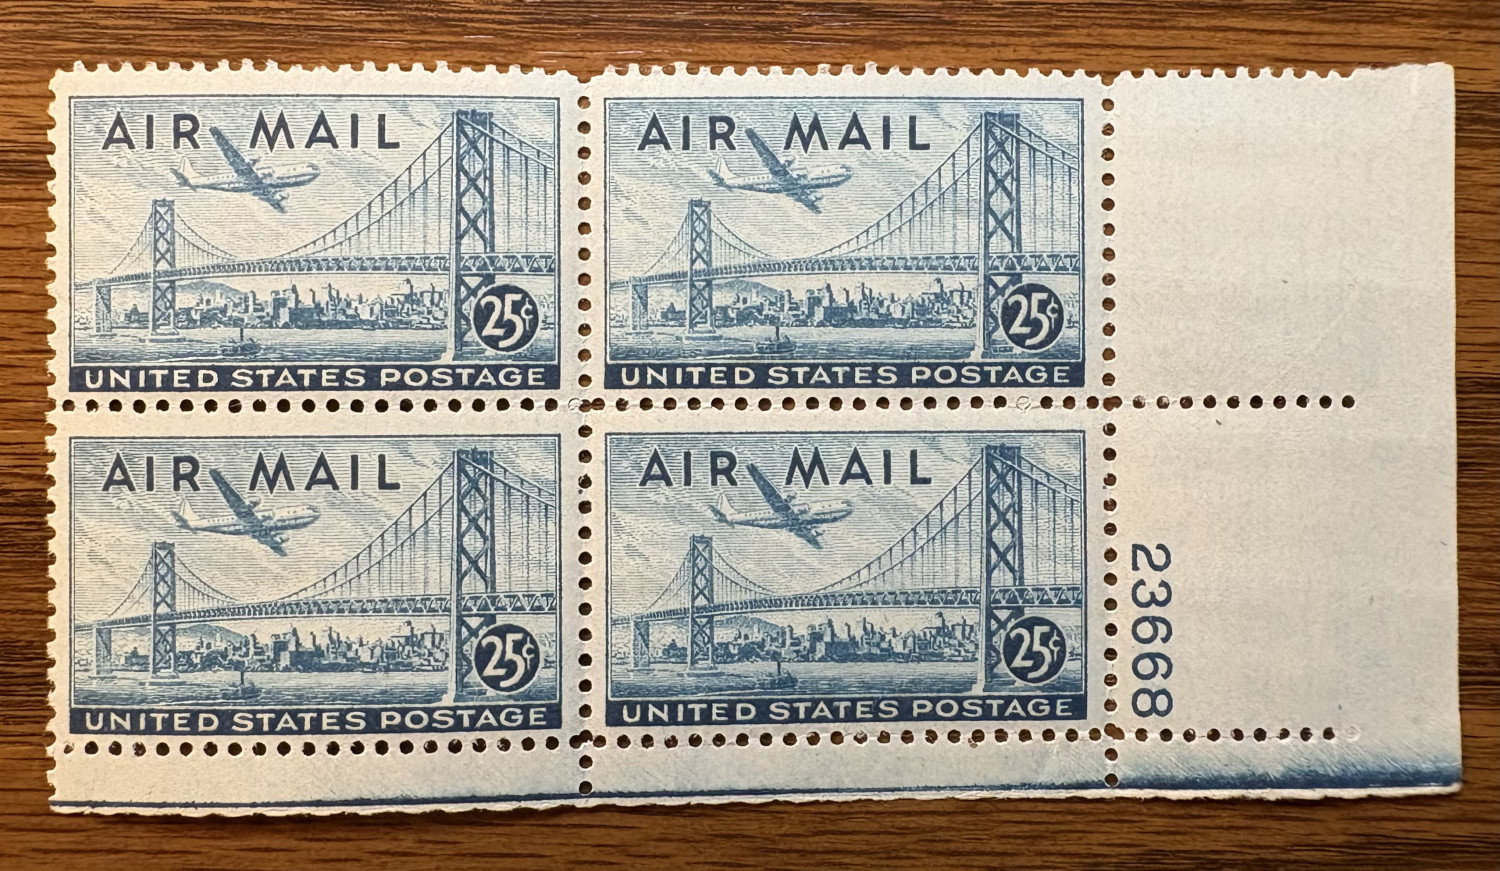 AIR MAIL
25¢
UNITED STATES POSTAGE
AIR MAIL
25¢
UNITED STATES POSTAGE
AIR MAIL
25¢
UNITED STATES POSTAGE
AIR MAIL
25¢
UNITED STATES POSTAGE
23668